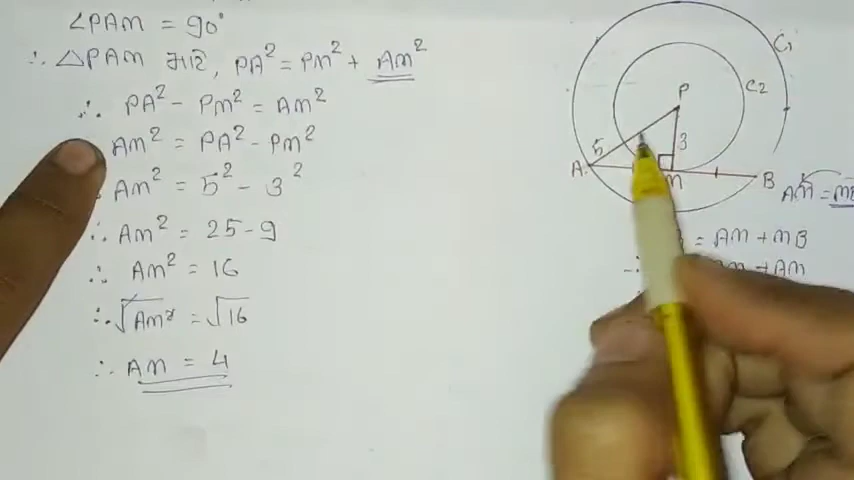 ∠PAM = 90°
∴ △PAM માટે, PA² = PM² + AM²
∴ PA² - PM² = AM²
AM² = PA² - PM²
AM² = 5² - 3²
∴ AM² = 25 - 9
∴ AM² = 16
∴ √AM² = √16
∴ AM = 4
C1
C2
P
5
3
A
M
B
AM =
= AM + MB
+ AM